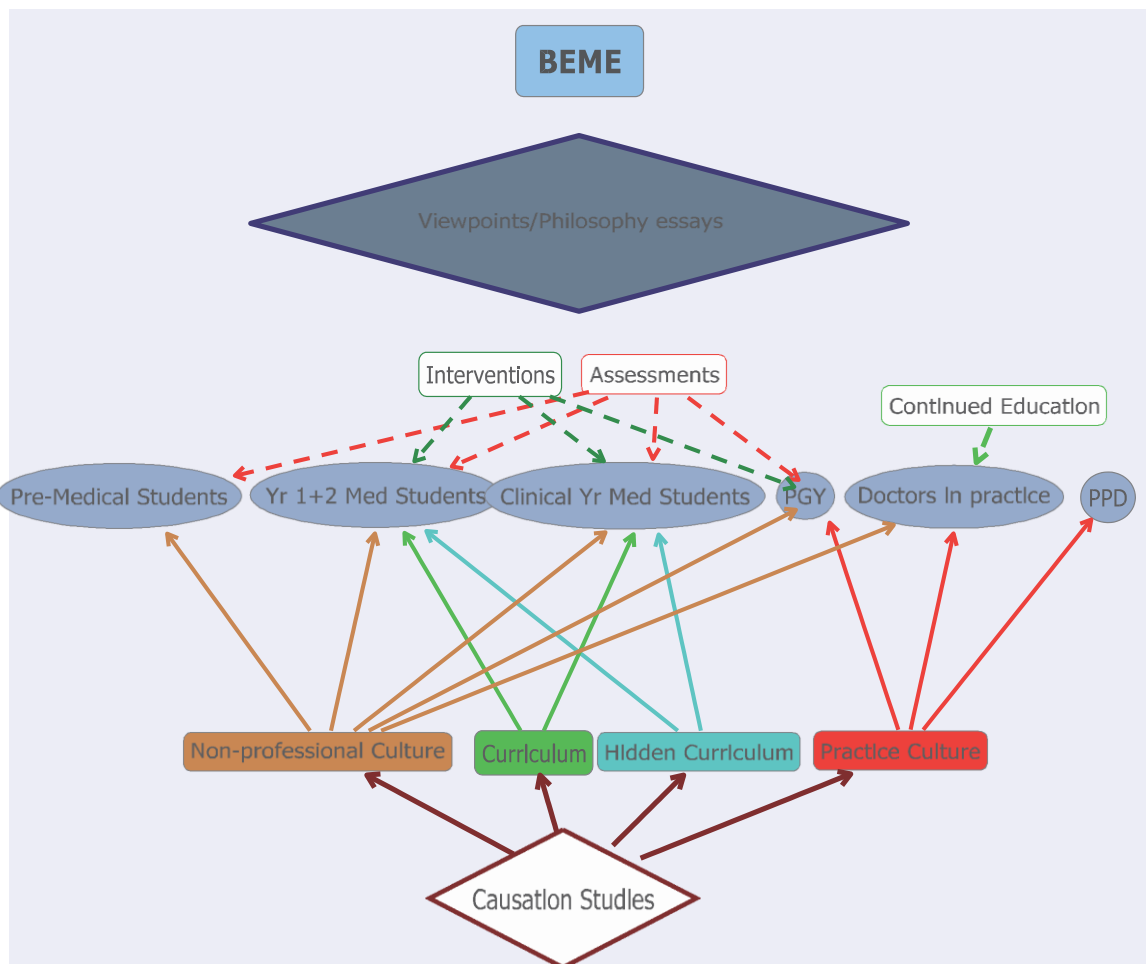 BEME
Viewpoints/Philosophy essays
Interventions
Assessments
Continued Education
Pre-Medical Students
Yr 1+2 Med Students
Clinical Yr Med Students
PGY
Doctors in practice
PPD
Non-professional Culture
Curriculum
Hidden Curriculum
Practice Culture
Causation Studies